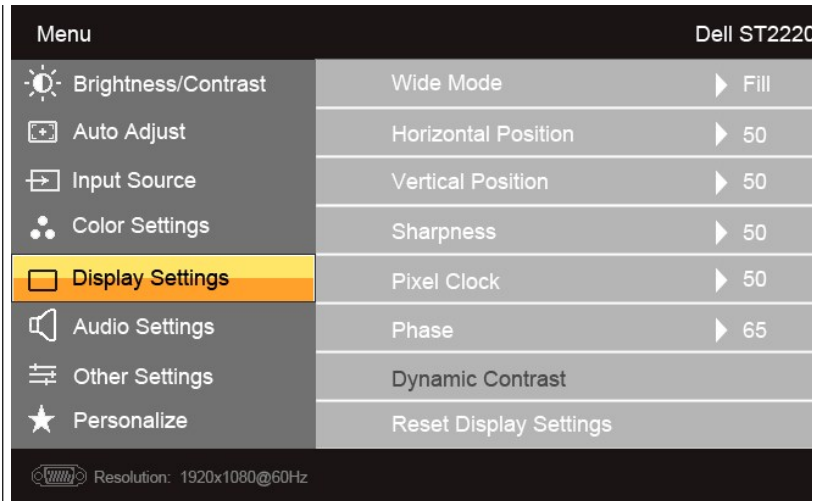 Menu Dell ST2220
Brightness/Contrast
Auto Adjust
Input Source
Color Settings
Display Settings
Audio Settings
Other Settings
Personalize
Wide Mode Fill
Horizontal Position 50
Vertical Position 50
Sharpness 50
Pixel Clock 50
Phase 65
Dynamic Contrast
Reset Display Settings
Resolution: 1920x1080@60Hz